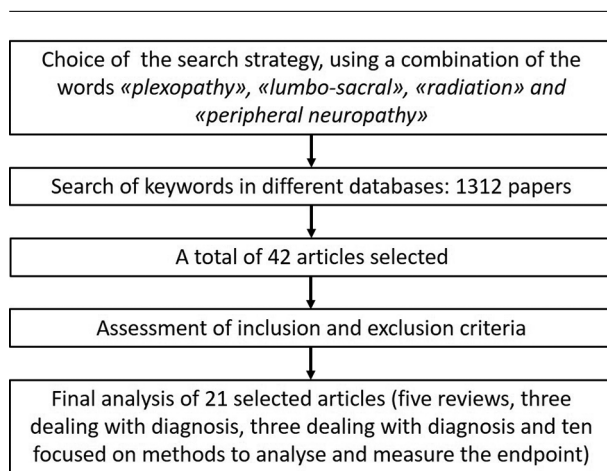 Choice of the search strategy, using a combination of the
words «plexopathy», «lumbo-sacral», «radiation» and
«peripheral neuropathy»
Search of keywords in different databases: 1312 papers
A total of 42 articles selected
Assessment of inclusion and exclusion criteria
Final analysis of 21 selected articles (five reviews, three
dealing with diagnosis, three dealing with diagnosis and ten
focused on methods to analyse and measure the endpoint)